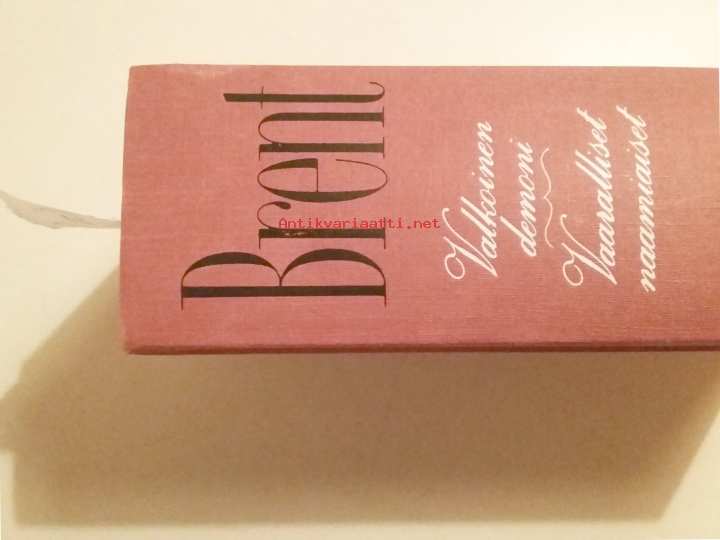 Brent
Valkoinen
demoni
Vaaralliset
naamiaiset
Antikvariaatti.net